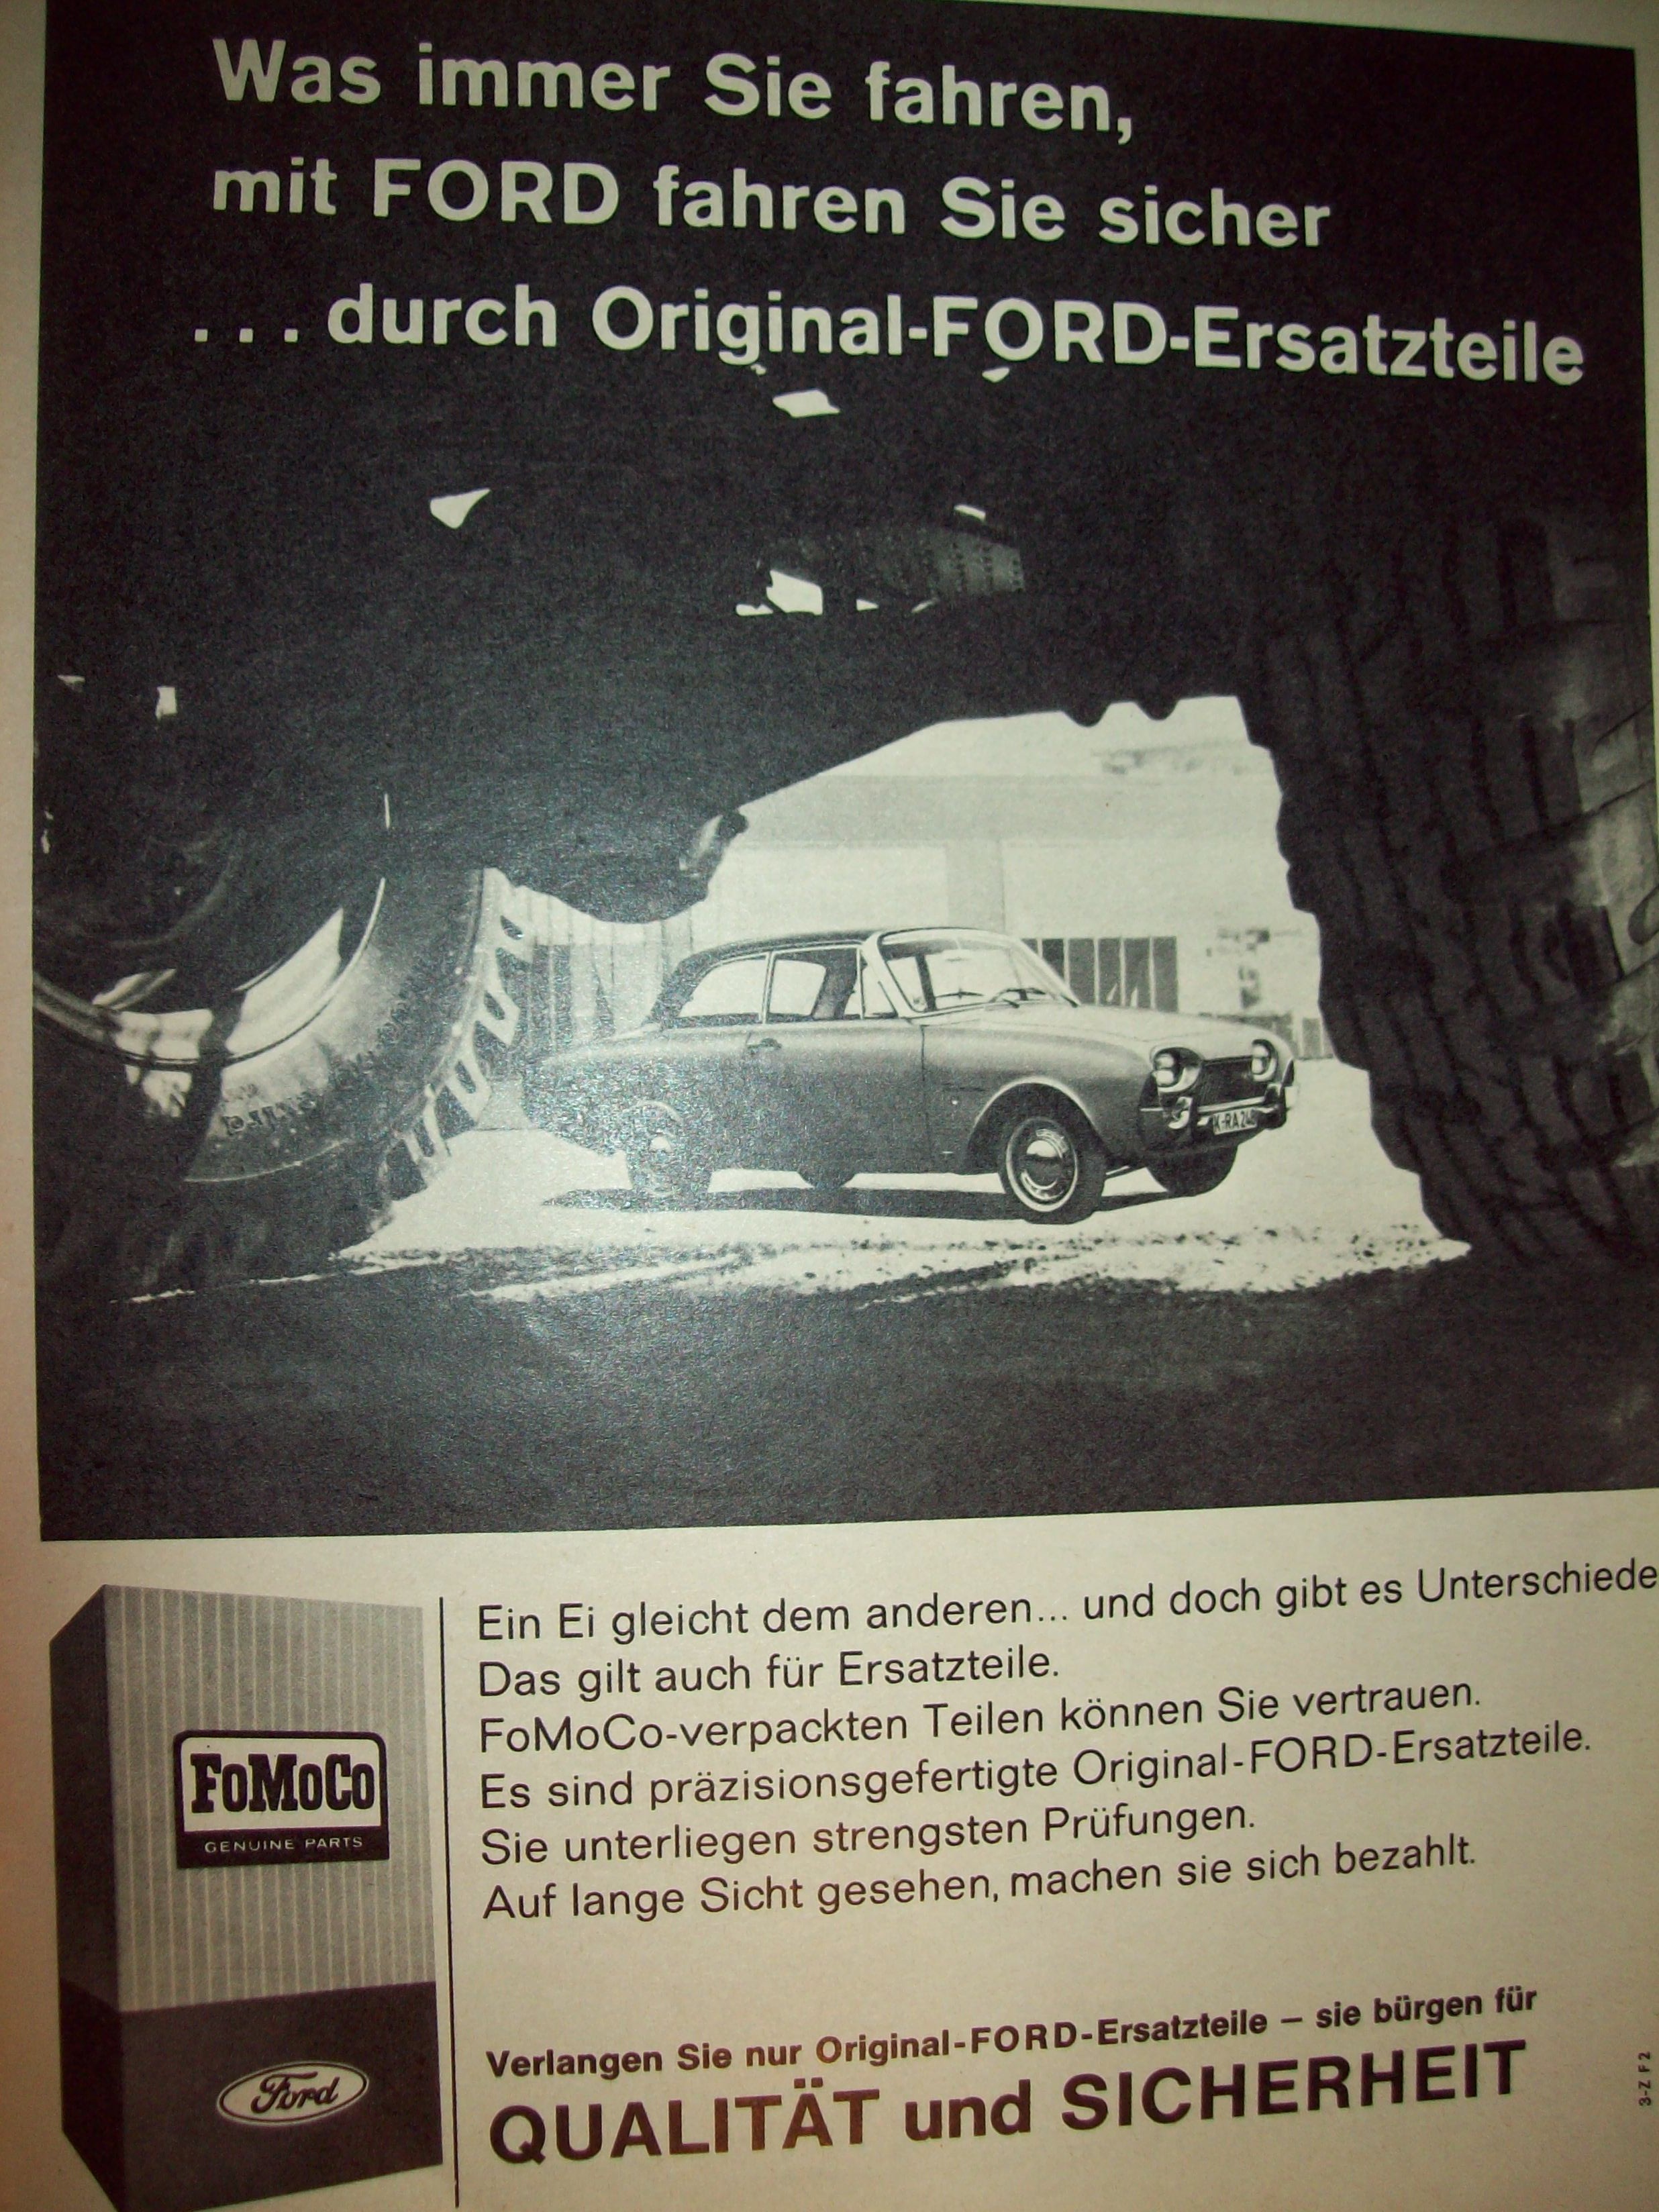 Was immer Sie fahren,
mit FORD fahren Sie sicher
...durch Original-FORD-Ersatzteile
K-RA 24
FoMoCo
GENUINE PARTS
Ford
Ein Ei gleicht dem anderen... und doch gibt es Unterschiede
Das gilt auch für Ersatzteile.
FoMoCo-verpackten Teilen können Sie vertrauen.
Es sind präzisionsgefertigte Original-FORD-Ersatzteile.
Sie unterliegen strengsten Prüfungen.
Auf lange Sicht gesehen, machen sie sich bezahlt.
Verlangen Sie nur Original-FORD-Ersatzteile – sie bürgen für
QUALITÄT und SICHERHEIT
3-Z F 2